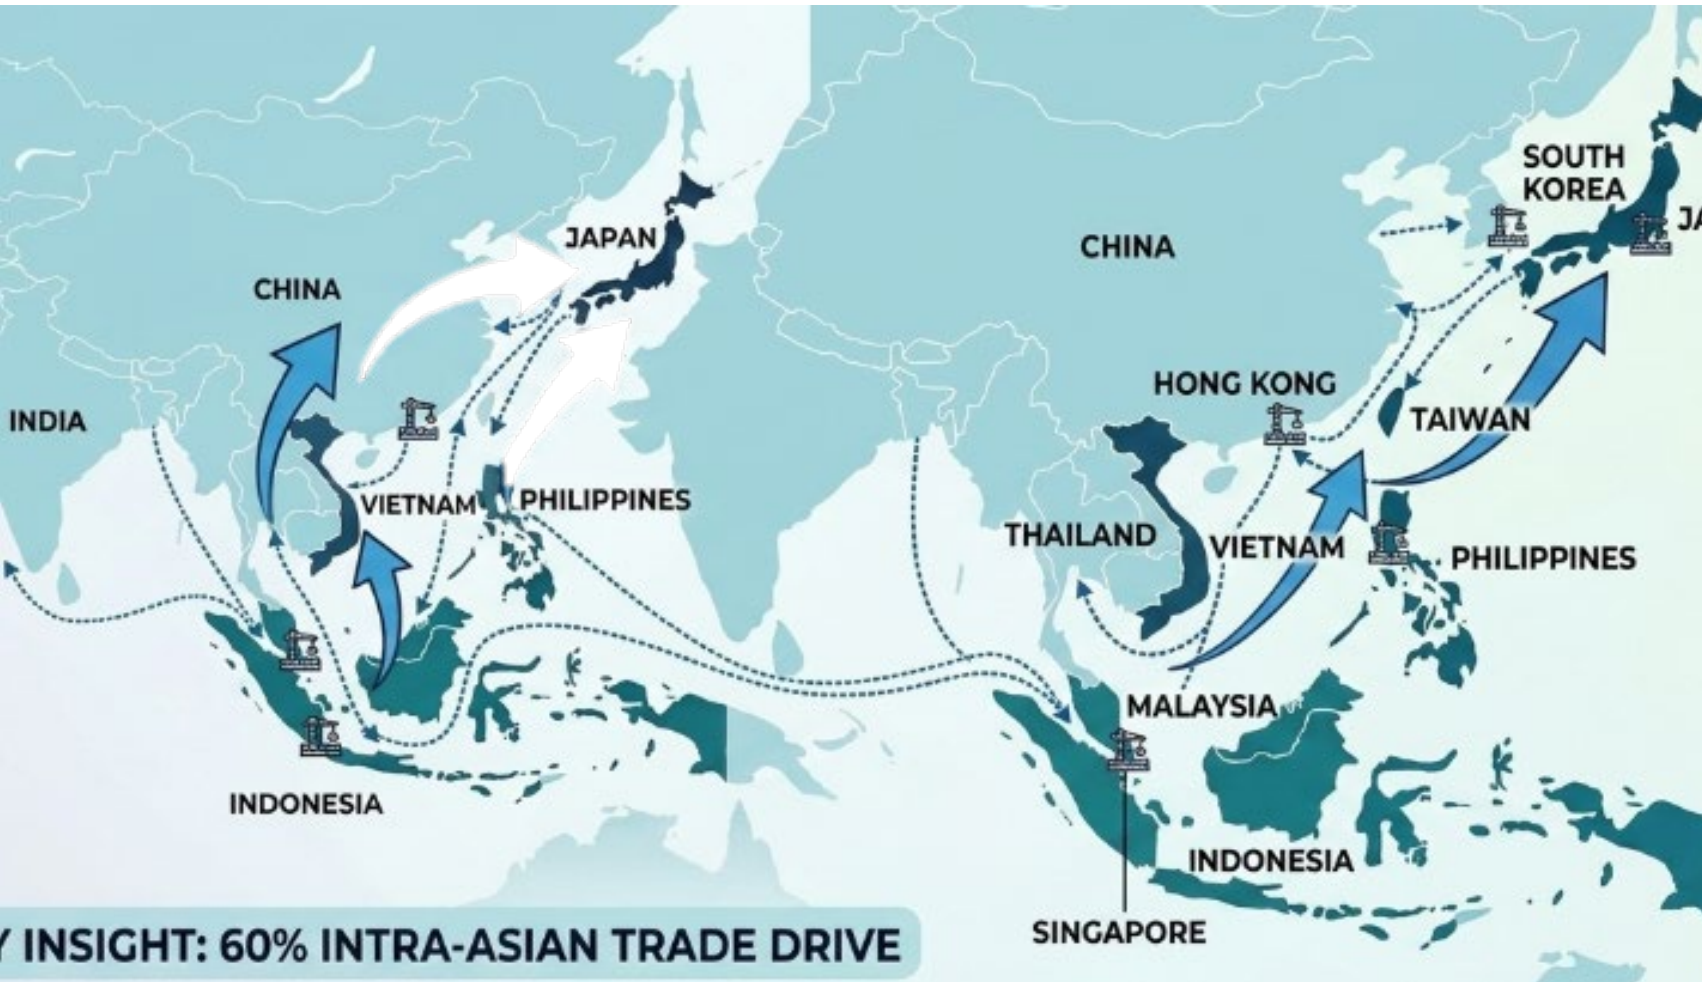 JAPAN
CHINA
INDIA
VIETNAM
PHILIPPINES
INDONESIA
Y INSIGHT: 60% INTRA-ASIAN TRADE DRIVE
SOUTH
KOREA
JA
CHINA
HONG KONG
TAIWAN
THAILAND
VIETNAM
PHILIPPINES
MALAYSIA
INDONESIA
SINGAPORE